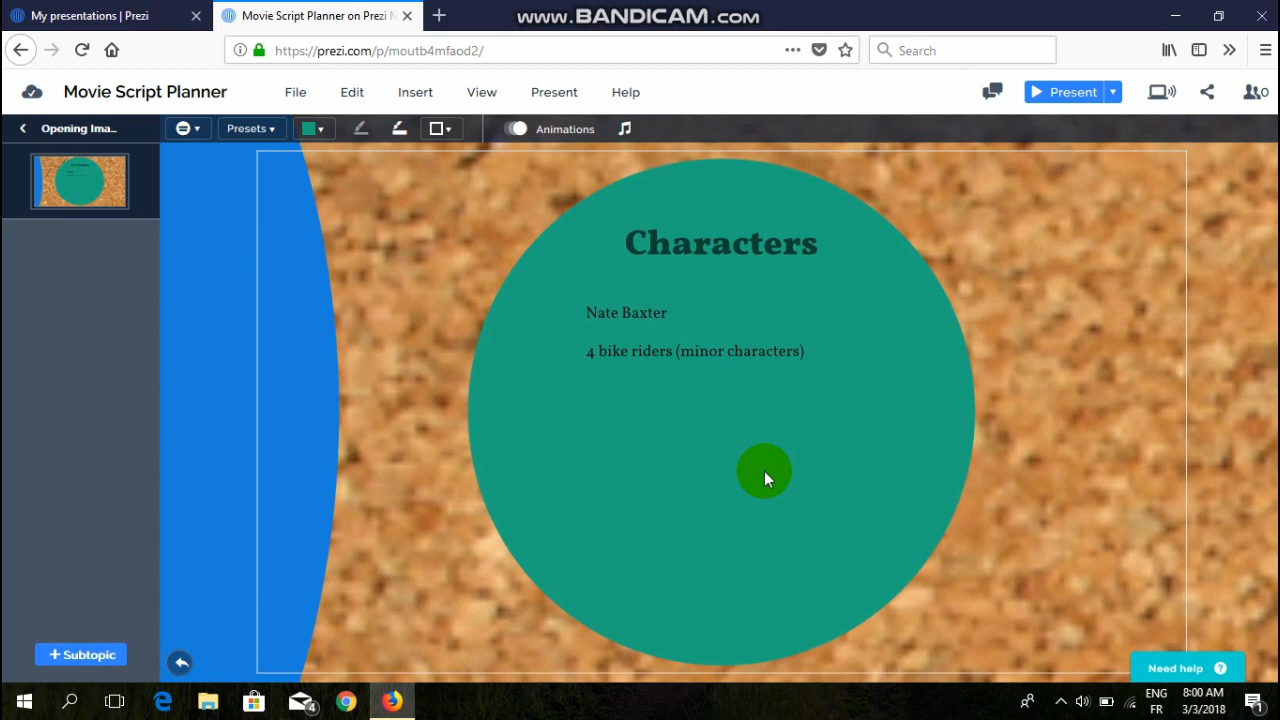 My presentations | Prezi
Movie Script Planner on Prezi N
www.BANDICAM.com
https://prezi.com/p/moutb4mfaod2/
Search
Movie Script Planner
File
Edit
Insert
View
Present
Help
Present
0
Opening Ima...
Presets
Animations
Characters
Nate Baxter
4 bike riders (minor characters)
+ Subtopic
Need help ?
4
ENG
FR
8:00 AM
3/3/2018
1